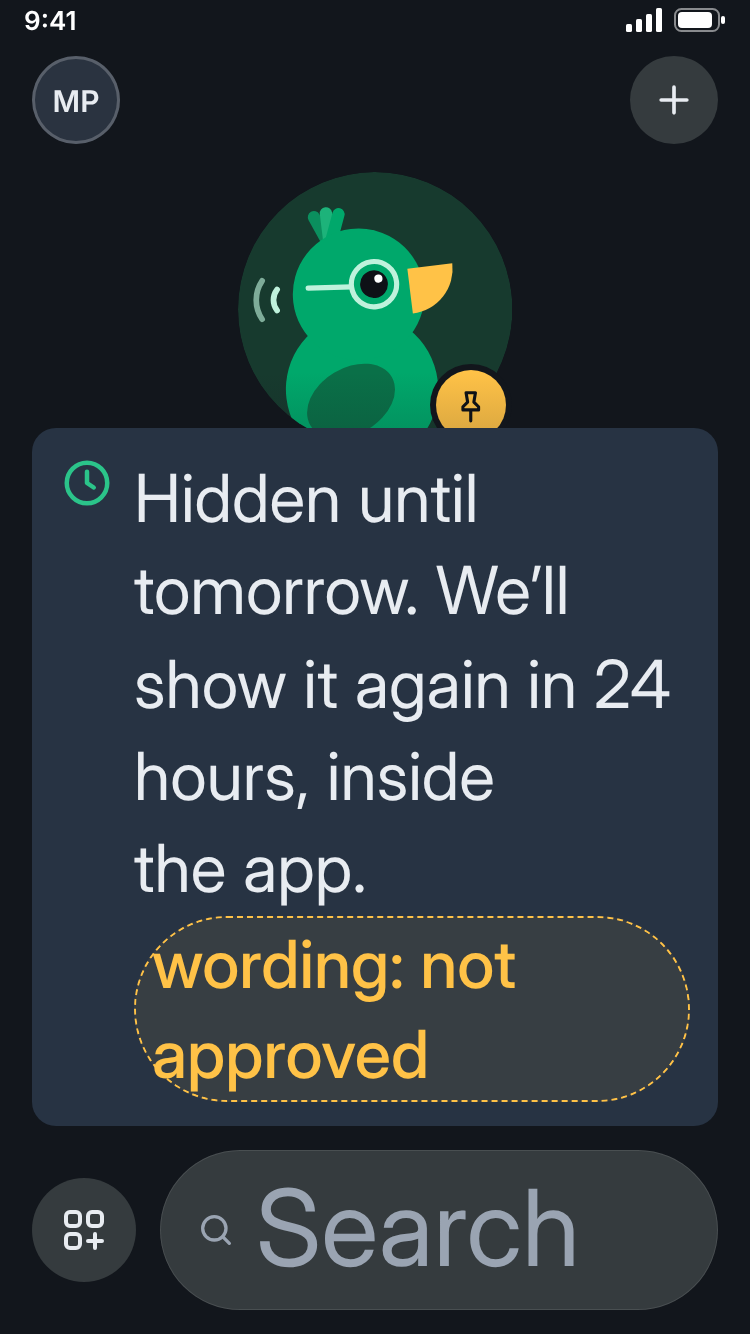 9:41
MP
Hidden until
tomorrow. We’ll
show it again in 24
hours, inside
the app.
wording: not
approved
Search